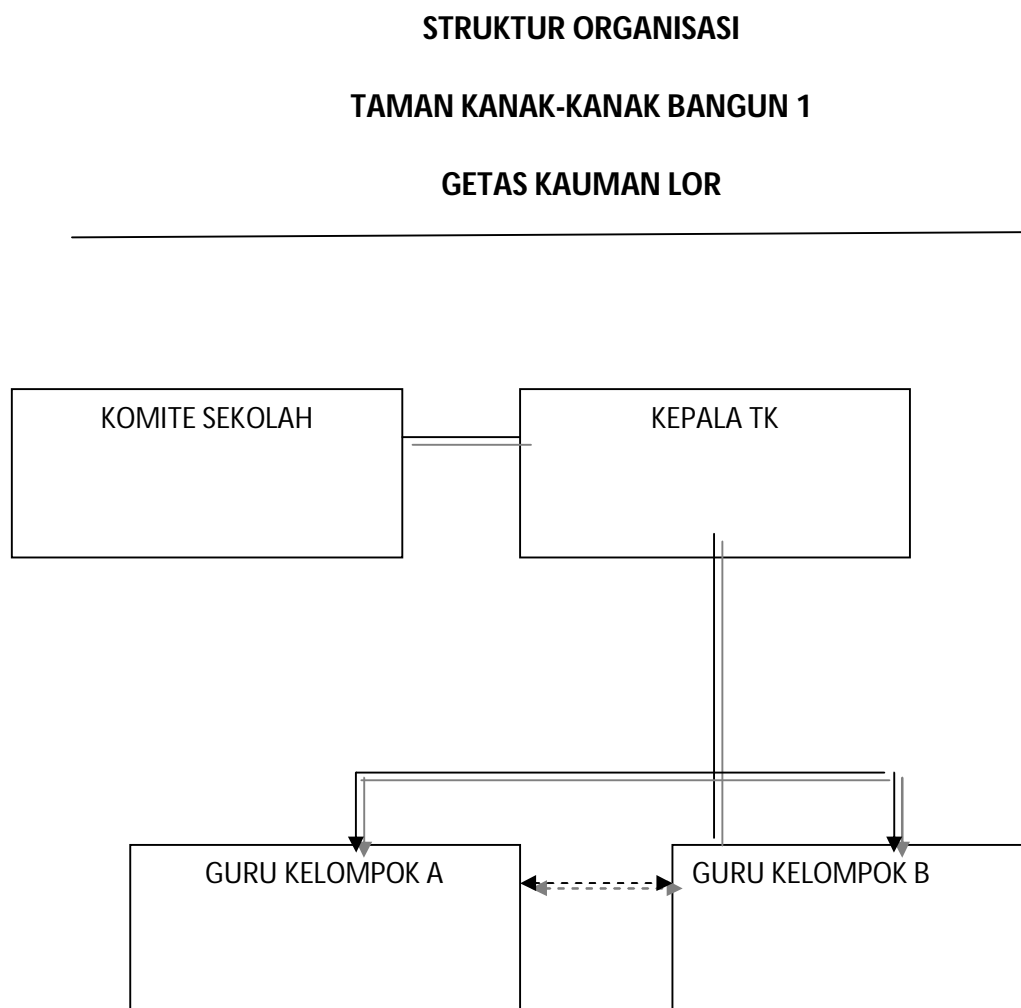 STRUKTUR ORGANISASI
TAMAN KANAK-KANAK BANGUN 1
GETAS KAUMAN LOR
KOMITE SEKOLAH
KEPALA TK
GURU KELOMPOK A
GURU KELOMPOK B